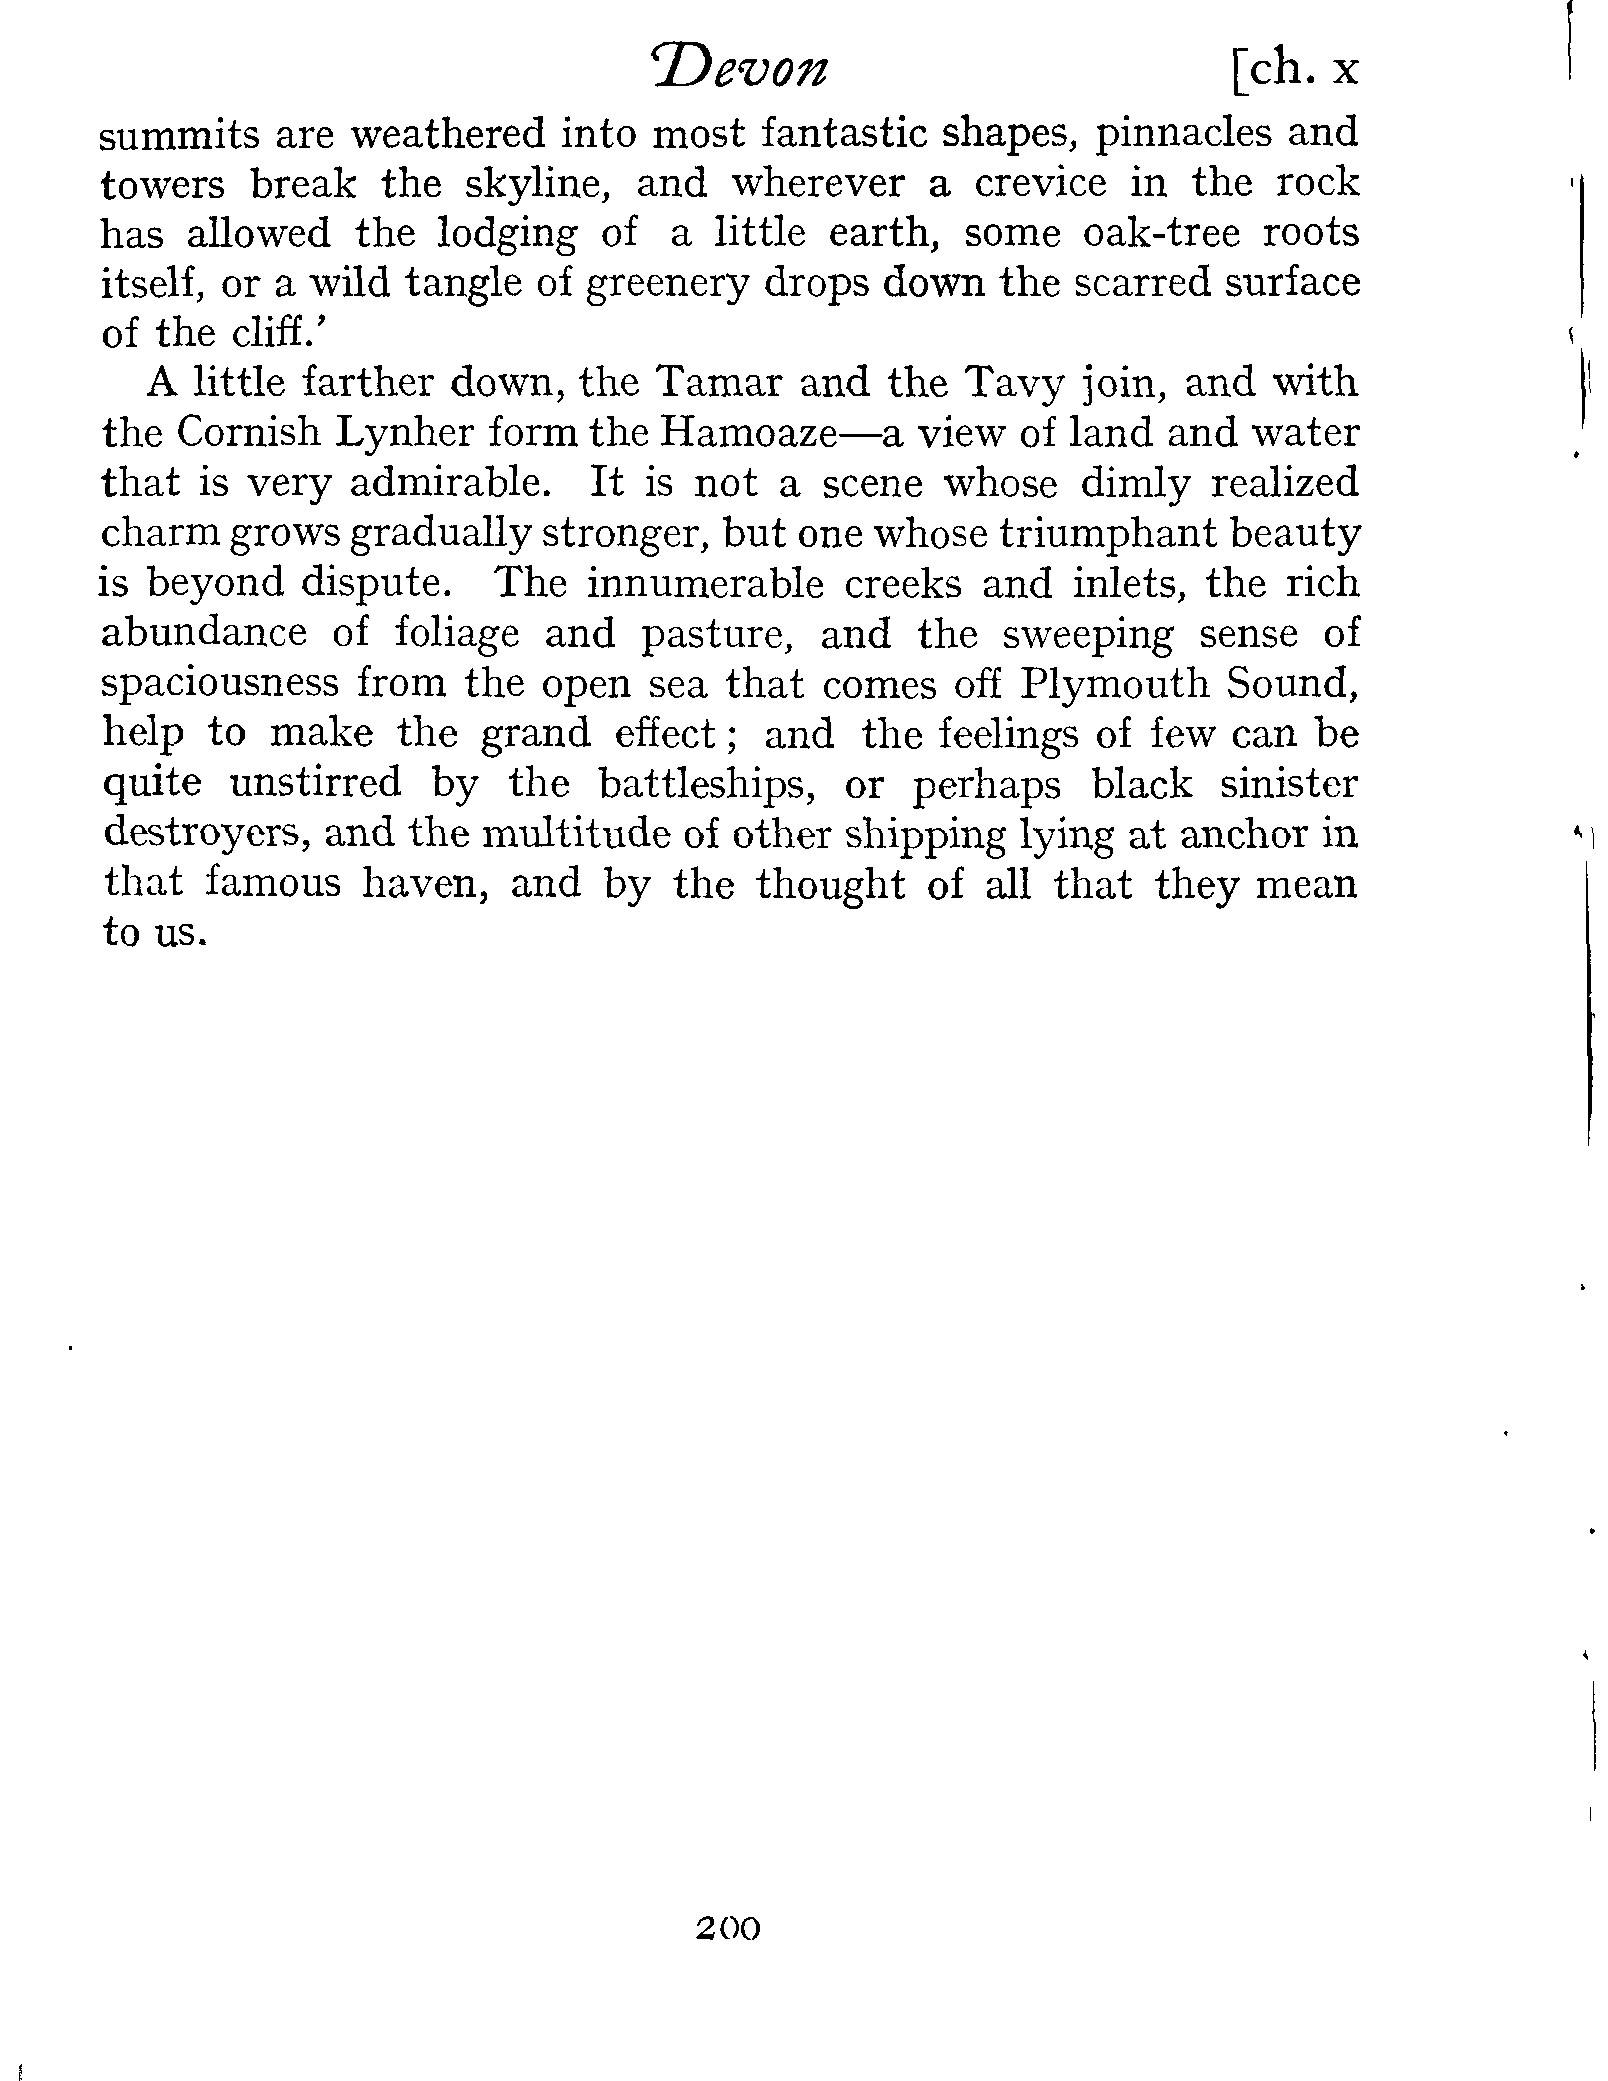 Devon [ch. x
summits are weathered into most fantastic shapes, pinnacles and
towers break the skyline, and wherever a crevice in the rock
has allowed the lodging of a little earth, some oak-tree roots
itself, or a wild tangle of greenery drops down the scarred surface
of the cliff.’
A little farther down, the Tamar and the Tavy join, and with
the Cornish Lynher form the Hamoaze—a view of land and water
that is very admirable. It is not a scene whose dimly realized
charm grows gradually stronger, but one whose triumphant beauty
is beyond dispute. The innumerable creeks and inlets, the rich
abundance of foliage and pasture, and the sweeping sense of
spaciousness from the open sea that comes off Plymouth Sound,
help to make the grand effect ; and the feelings of few can be
quite unstirred by the battleships, or perhaps black sinister
destroyers, and the multitude of other shipping lying at anchor in
that famous haven, and by the thought of all that they mean
to us.
200